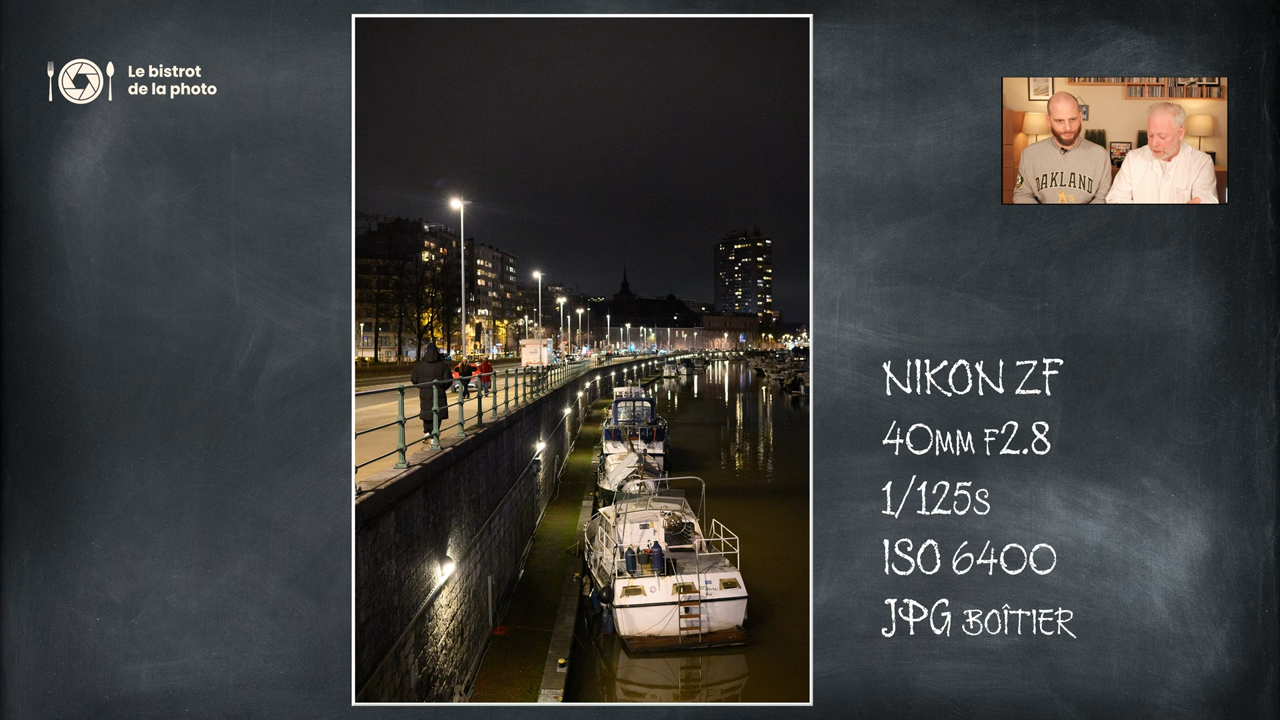 Le bistrot
de la photo
OAKLAND
NIKON ZF
40MM F2.8
1/125S
ISO 6400
JPG BOÎTIER